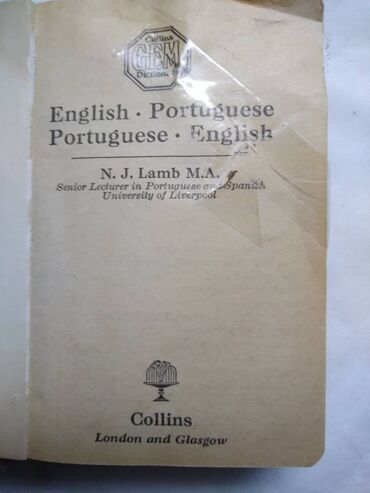 Collins
GEM
Dictionary
English · Portuguese
Portuguese · English
N. J. Lamb M.A.
Senior Lecturer in Portuguese and Spanish
University of Liverpool
Collins
London and Glasgow